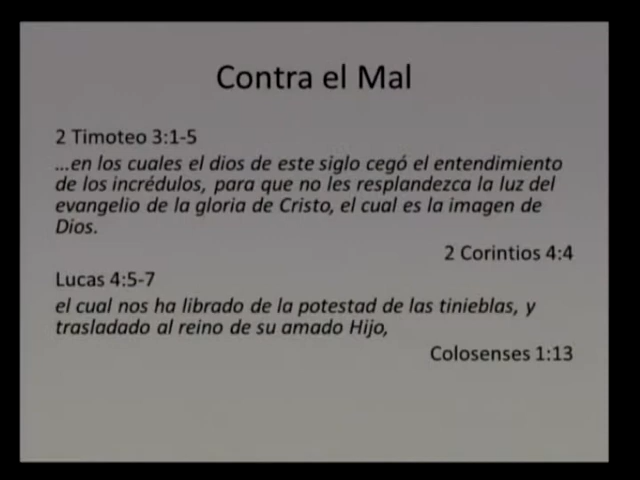 Contra el Mal
2 Timoteo 3:1-5
...en los cuales el dios de este siglo cegó el entendimiento
de los incrédulos, para que no les resplandezca la luz del
evangelio de la gloria de Cristo, el cual es la imagen de
Dios.
2 Corintios 4:4
Lucas 4:5-7
el cual nos ha librado de la potestad de las tinieblas, y
trasladado al reino de su amado Hijo,
Colosenses 1:13